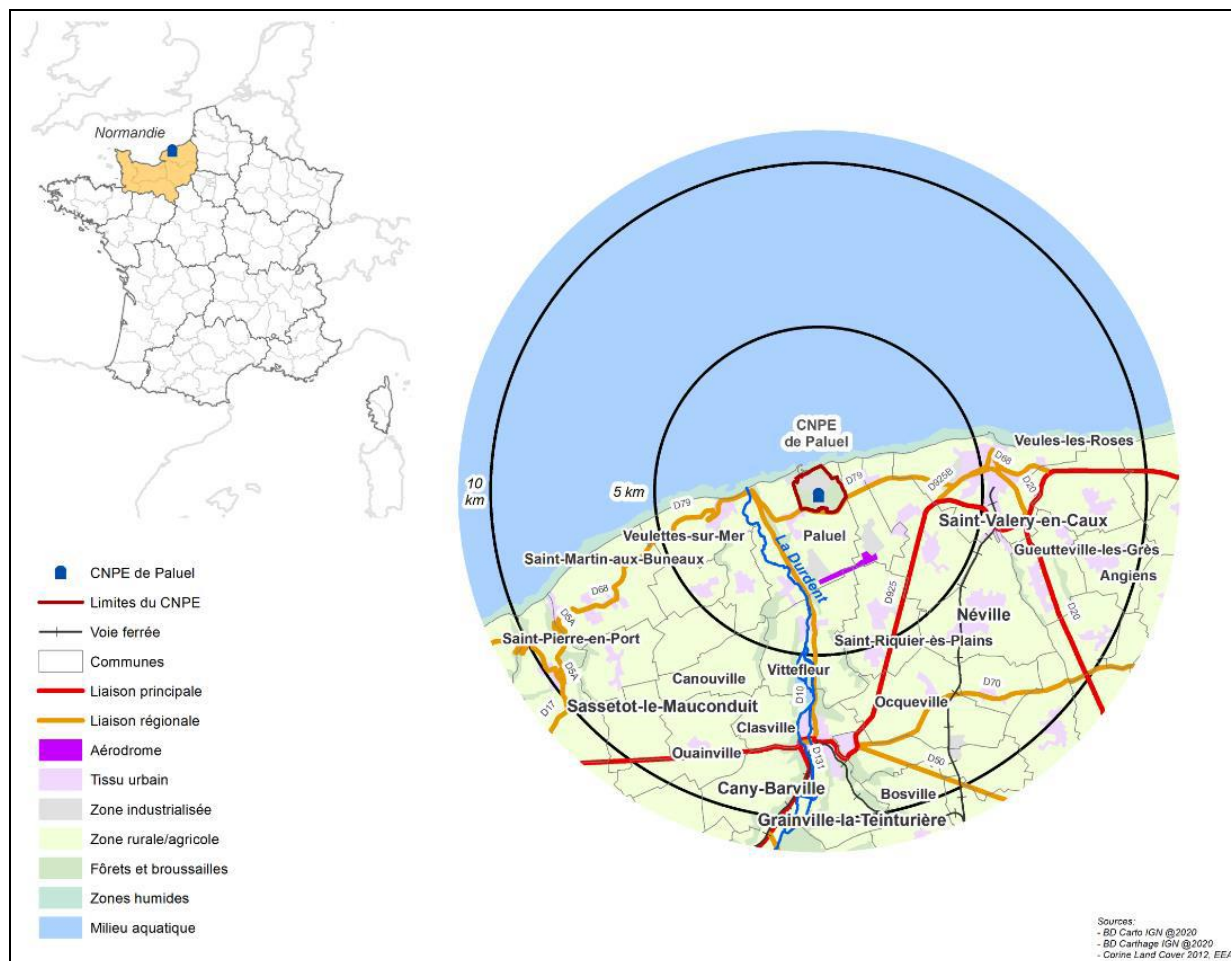 Normandie
CNPE
de Paluel
10
km
5 km
Veules-les-Roses
D68
D925B
D79
D20
D79
Saint-Valery-en-Caux
Veulettes-sur-Mer
Paluel
Gueutteville-les-Grès
Saint-Martin-aux-Buneaux
La Durdent
Angiens
D68
D925
D20
D5A
Néville
Saint-Pierre-en-Port
Saint-Riquier-ès-Plains
D5A
Canouville
Vittefleur
D70
D10
Sassetot-le-Mauconduit
Ocqueville
D17
Clasville
Ouainville
D131
D50
Cany-Barville
Bosville
Grainville-la-Teinturière
CNPE de Paluel
Limites du CNPE
Voie ferrée
Communes
Liaison principale
Liaison régionale
Aérodrome
Tissu urbain
Zone industrialisée
Zone rurale/agricole
Fôrets et broussailles
Zones humides
Milieu aquatique
Sources:
- BD Carto IGN @2020
- BD Carthage IGN @2020
- Corine Land Cover 2012, EEA